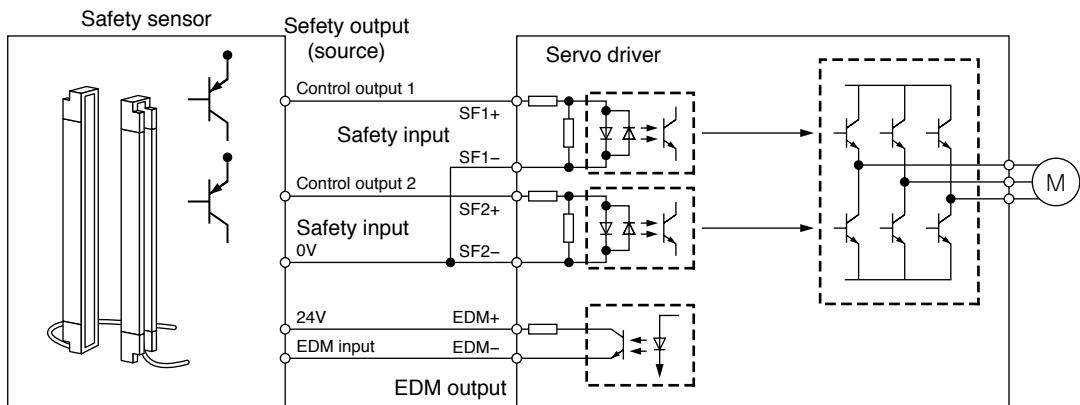 Safety sensor
Sefety output
(source)
Servo driver
Control output 1
SF1+
Safety input
SF1−
Control output 2
SF2+
Safety input
0V
SF2−
M
24V
EDM+
EDM input
EDM−
EDM output